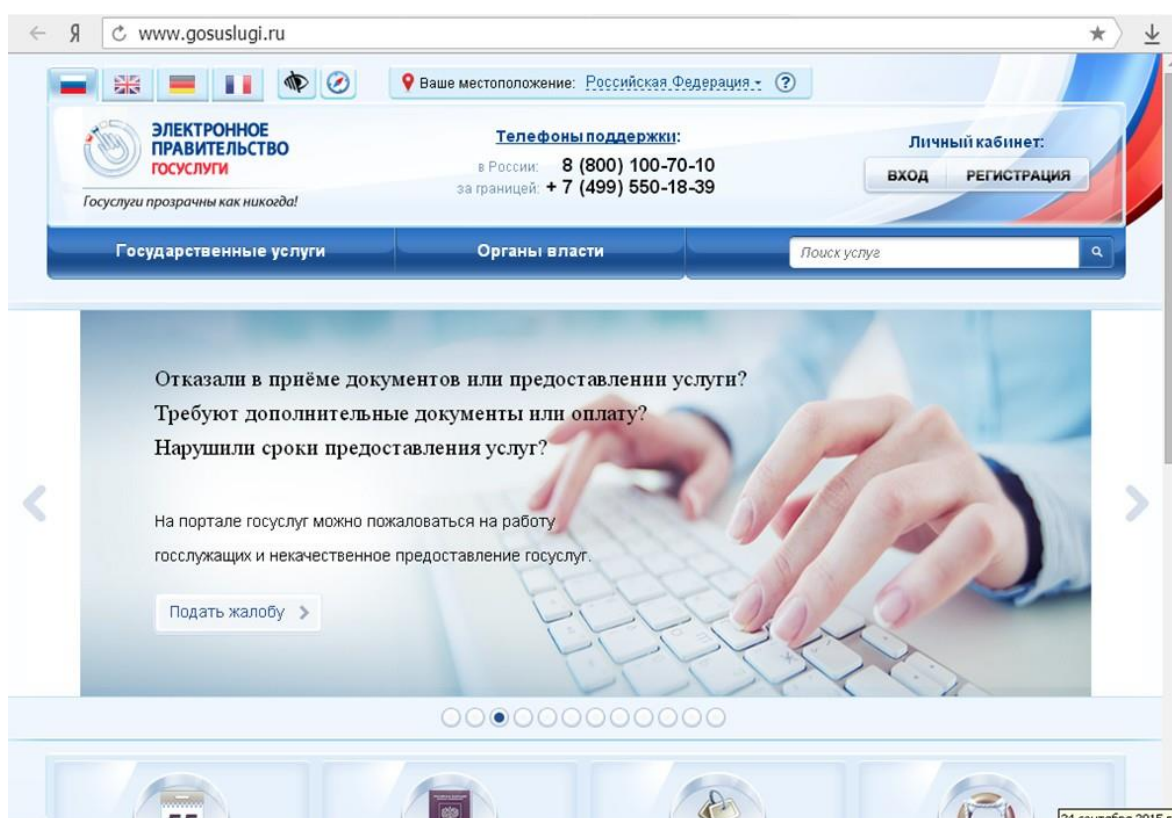 Я www.gosuslugi.ru
Ваше местоположение: Российская Федерация ?
ЭЛЕКТРОННОЕ
ПРАВИТЕЛЬСТВО
ГОСУСЛУГИ
Госуслуги прозрачны как никогда!
Телефоны поддержки:
в России: 8 (800) 100-70-10
за границей: + 7 (499) 550-18-39
Личный кабинет:
ВХОД РЕГИСТРАЦИЯ
Государственные услуги Органы власти Поиск услуг
Отказали в приёме документов или предоставлении услуги?
Требуют дополнительные документы или оплату?
Нарушили сроки предоставления услуг?
На портале госуслуг можно пожаловаться на работу
госслужащих и некачественное предоставление госуслуг.
Подать жалобу